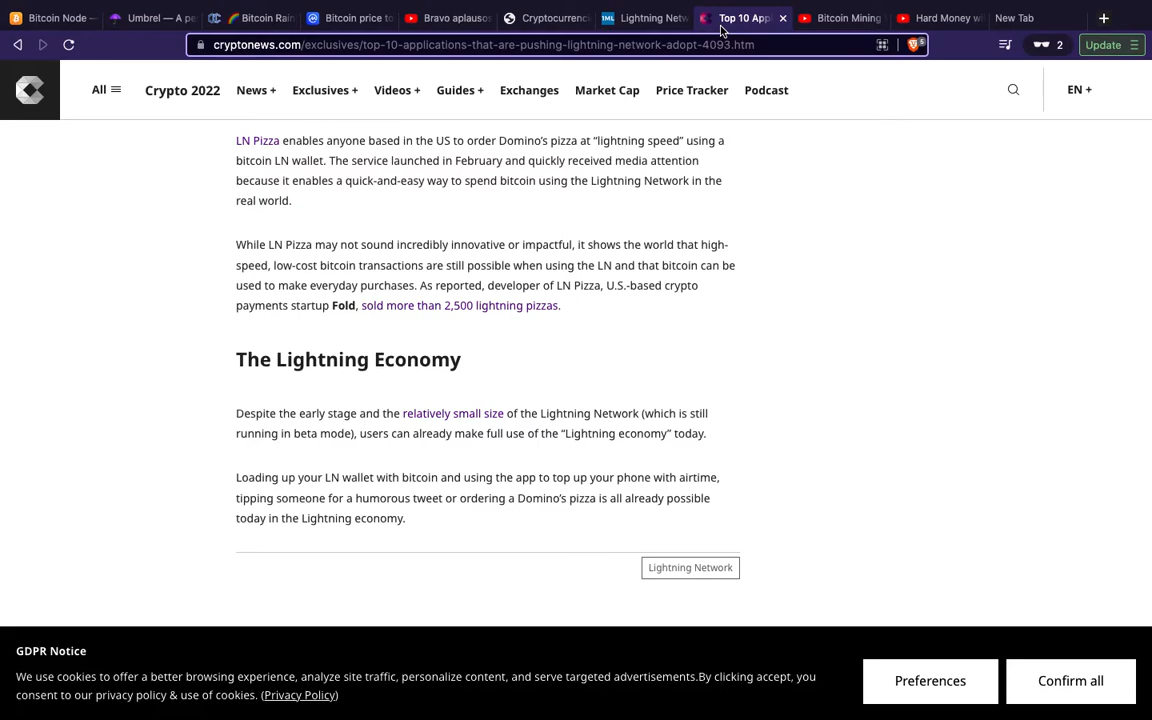 Bitcoin Node —
Umbrel — A pe
Bitcoin Rain
Bitcoin price to
Bravo aplausos
Cryptocurrenc
Lightning Netw
Top 10 Appl
Bitcoin Mining
Hard Money wi
New Tab
cryptonews.com/exclusives/top-10-applications-that-are-pushing-lightning-network-adopt-4093.htm
5
2
Update
All
Crypto 2022
News +
Exclusives +
Videos +
Guides +
Exchanges
Market Cap
Price Tracker
Podcast
EN +
LN Pizza enables anyone based in the US to order Domino’s pizza at “lightning speed” using a
bitcoin LN wallet. The service launched in February and quickly received media attention
because it enables a quick-and-easy way to spend bitcoin using the Lightning Network in the
real world.
While LN Pizza may not sound incredibly innovative or impactful, it shows the world that high-
speed, low-cost bitcoin transactions are still possible when using the LN and that bitcoin can be
used to make everyday purchases. As reported, developer of LN Pizza, U.S.-based crypto
payments startup Fold, sold more than 2,500 lightning pizzas.
The Lightning Economy
Despite the early stage and the relatively small size of the Lightning Network (which is still
running in beta mode), users can already make full use of the “Lightning economy” today.
Loading up your LN wallet with bitcoin and using the app to top up your phone with airtime,
tipping someone for a humorous tweet or ordering a Domino’s pizza is all already possible
today in the Lightning economy.
Lightning Network
GDPR Notice
We use cookies to offer a better browsing experience, analyze site traffic, personalize content, and serve targeted advertisements.By clicking accept, you
consent to our privacy policy & use of cookies. (Privacy Policy)
Preferences
Confirm all